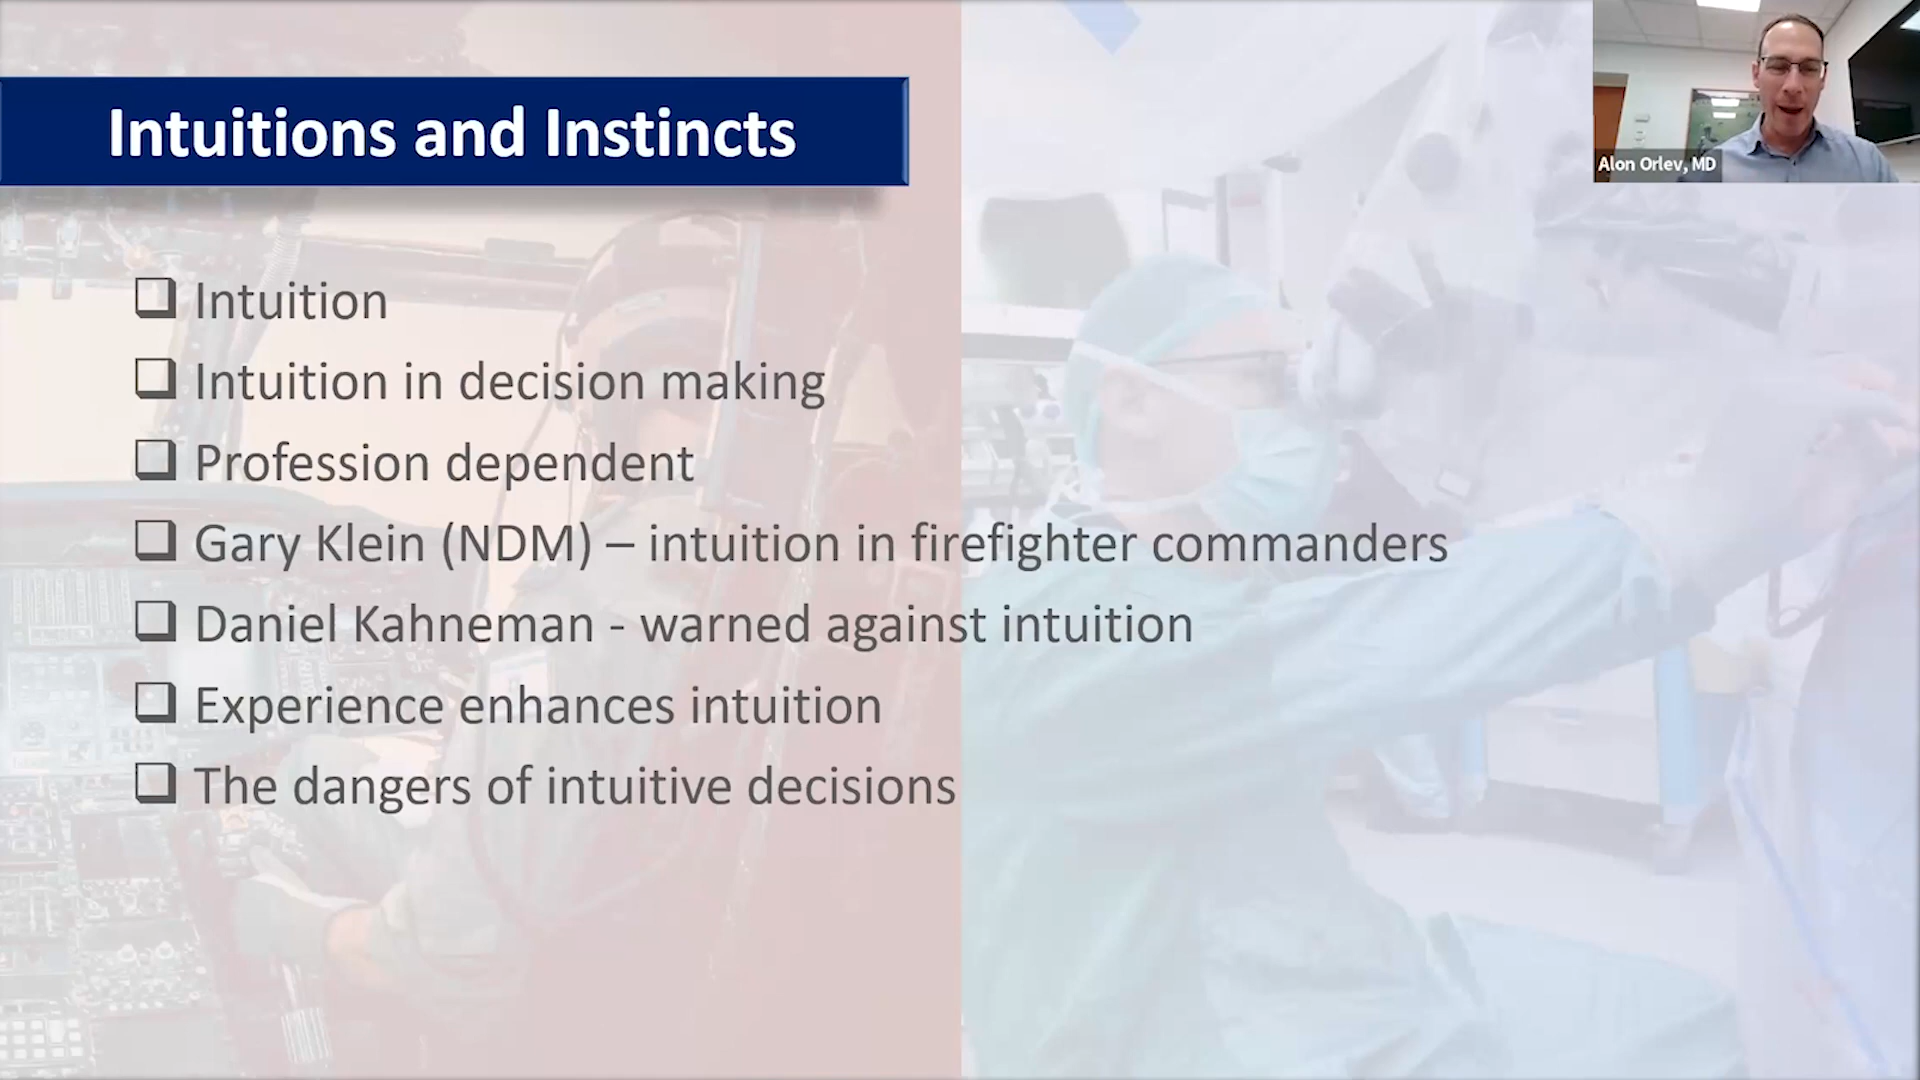 Intuitions and Instincts
Alon Orlev, MD
Intuition
Intuition in decision making
Profession dependent
Gary Klein (NDM) – intuition in firefighter commanders
Daniel Kahneman - warned against intuition
Experience enhances intuition
The dangers of intuitive decisions